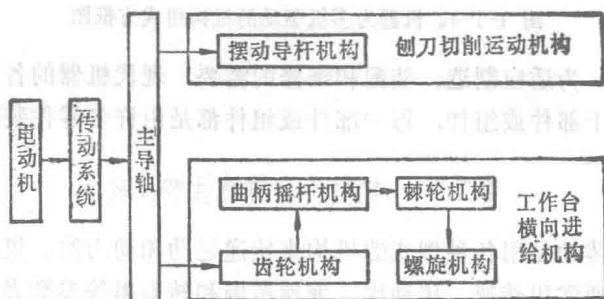 电动机
传动系统
主导轴
摆动导杆机构
刨刀切削运动机构
曲柄摇杆机构
棘轮机构
齿轮机构
螺旋机构
工作台
横向进
给机构